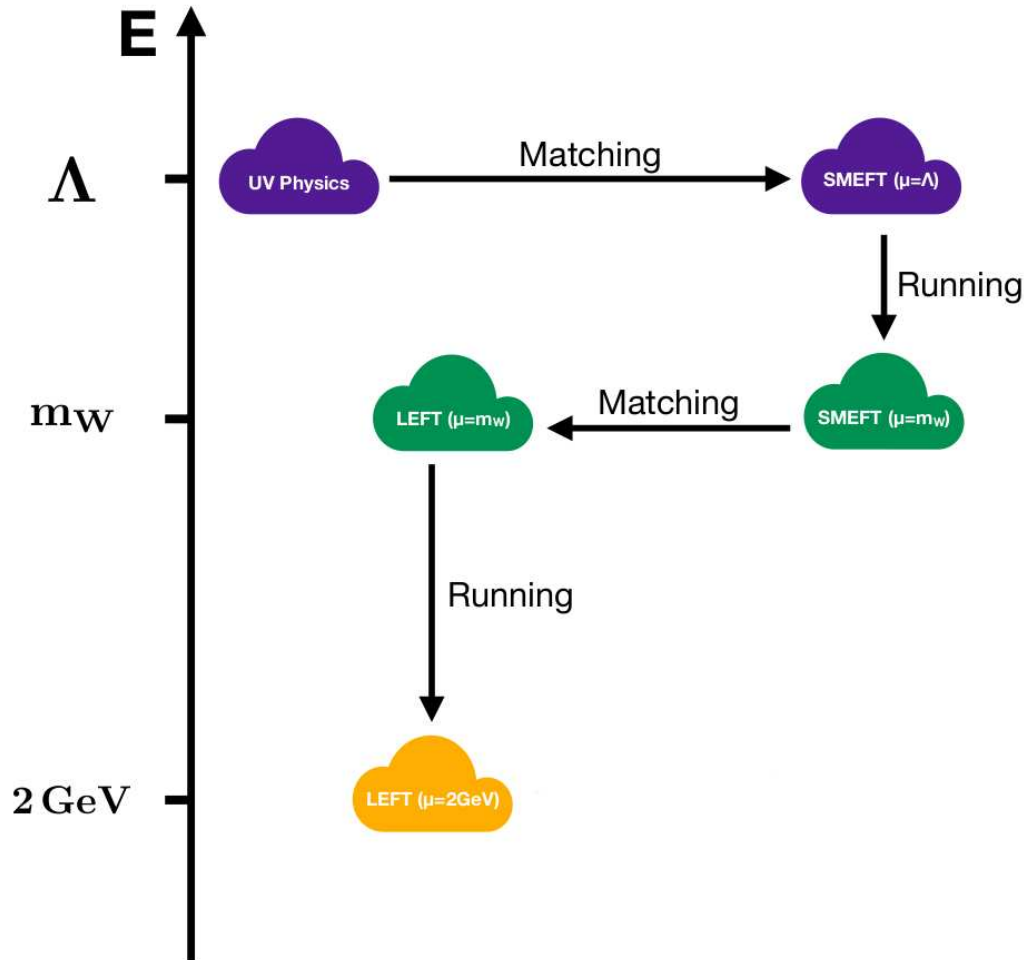 E
Λ
UV Physics
Matching
SMEFT (μ=Λ)
Running
mw
LEFT (μ=mw)
Matching
SMEFT (μ=mw)
Running
2 GeV
LEFT (μ=2GeV)